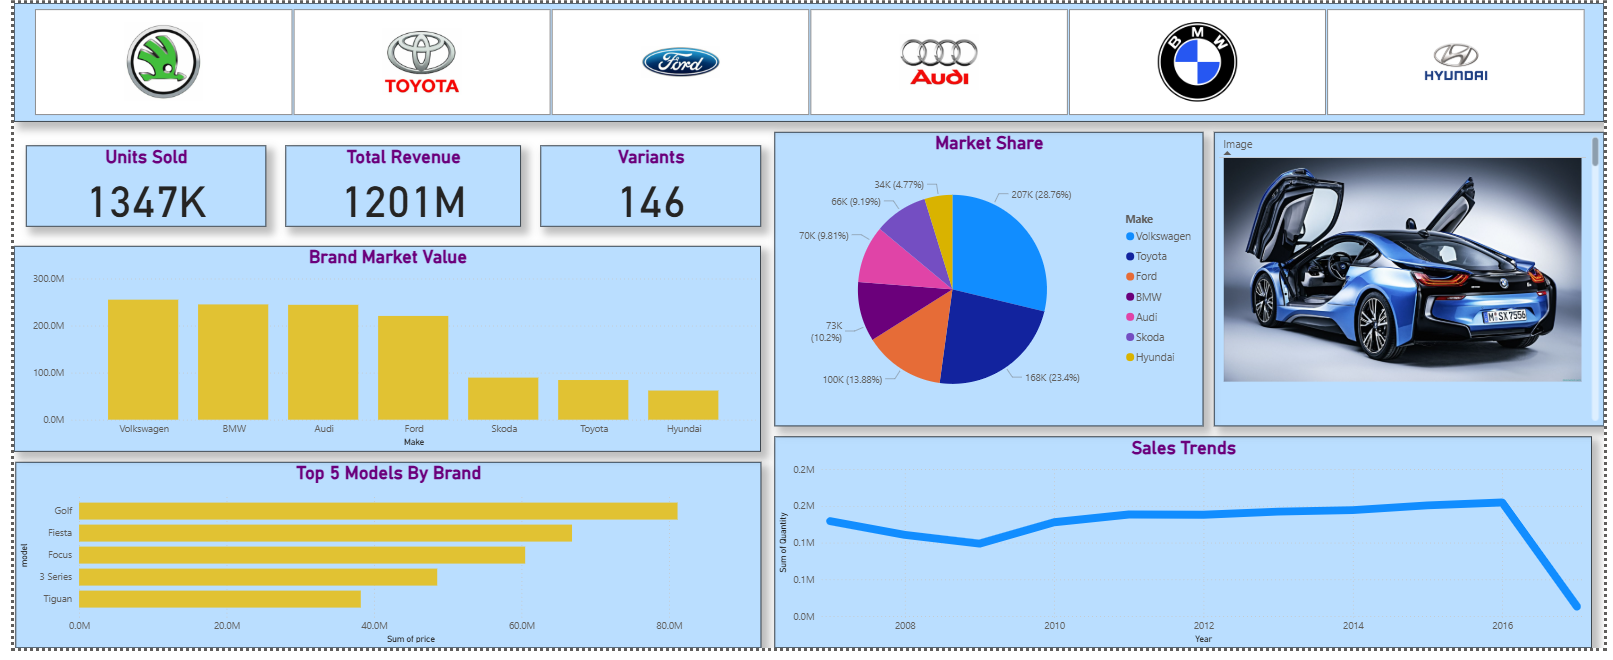 TOYOTA
Ford
Audi
BMW
HYUNDAI
Units Sold
1347K
Total Revenue
1201M
Variants
146
Brand Market Value
300.0M
200.0M
100.0M
0.0M
Volkswagen
BMW
Audi
Ford
Skoda
Toyota
Hyundai
Make
Top 5 Models By Brand
model
Golf
Fiesta
Focus
3 Series
Tiguan
0.0M
20.0M
40.0M
60.0M
80.0M
Sum of price
Market Share
34K (4.77%)
66K (9.19%)
70K (9.81%)
73K
(10.2%)
100K (13.88%)
207K (28.76%)
168K (23.4%)
Make
Volkswagen
Toyota
Ford
BMW
Audi
Skoda
Hyundai
Image
M SX 7556
Sales Trends
Sum of Quantity
0.2M
0.2M
0.1M
0.1M
0.0M
2008
2010
2012
2014
2016
Year